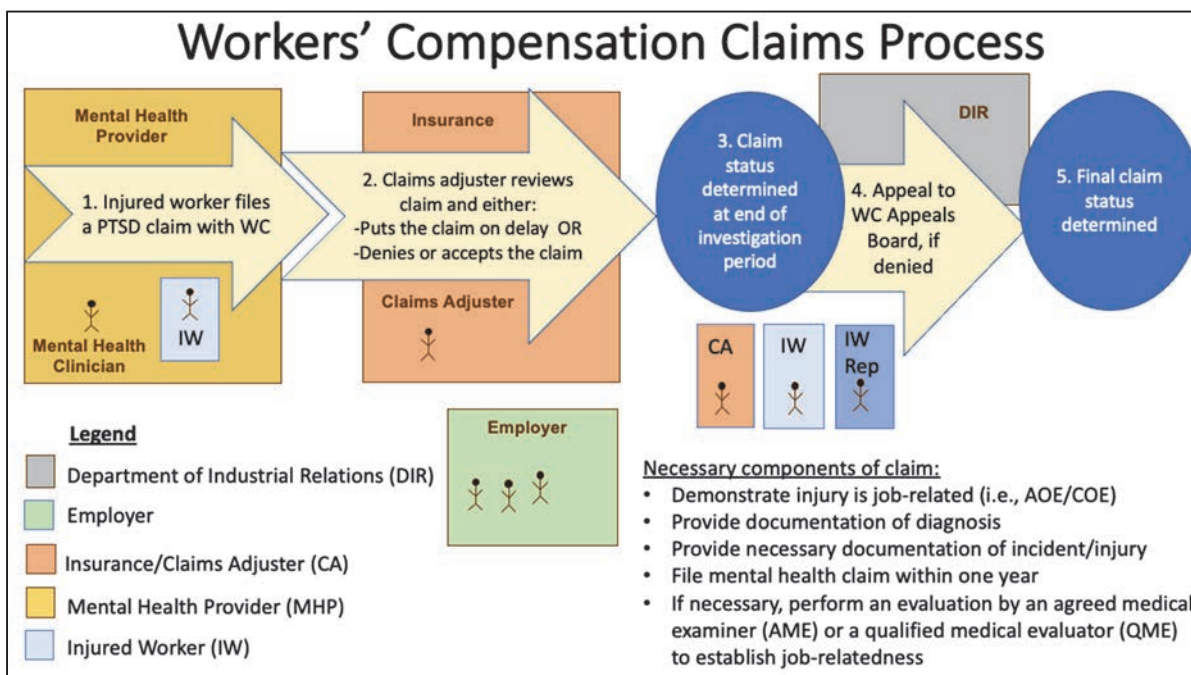 Workers' Compensation Claims Process
Mental Health
Provider
1. Injured worker files
a PTSD claim with WC
IW
Mental Health
Clinician
Insurance
2. Claims adjuster reviews
claim and either:
-Puts the claim on delay OR
-Denies or accepts the claim
Claims Adjuster
3. Claim
status
determined
at end of
investigation
period
DIR
4. Appeal to
WC Appeals
Board, if
denied
5. Final claim
status
determined
CA
IW
IW
Rep
Employer
Legend
Department of Industrial Relations (DIR)
Employer
Insurance/Claims Adjuster (CA)
Mental Health Provider (MHP)
Injured Worker (IW)
Necessary components of claim:
• Demonstrate injury is job-related (i.e., AOE/COE)
• Provide documentation of diagnosis
• Provide necessary documentation of incident/injury
• File mental health claim within one year
• If necessary, perform an evaluation by an agreed medical
examiner (AME) or a qualified medical evaluator (QME)
to establish job-relatedness